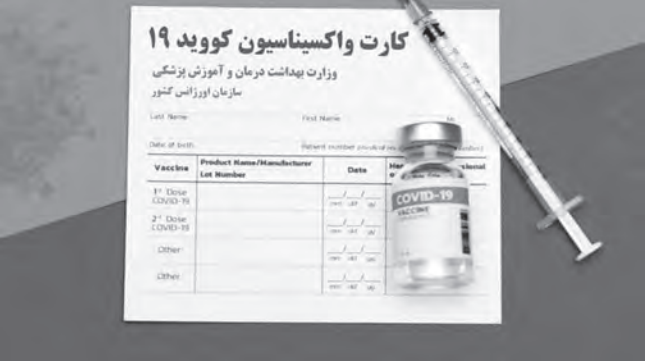 کارت واکسیناسیون کووید ۱۹
وزارت بهداشت درمان و آموزش پزشکی
سازمان اورژانس کشور
Last Name First Name
Date of birth Patient number
Vaccine Product Name/Manufacturer Date
Lot Number
1st Dose
COVID-19
2nd Dose
COVID-19
Other
Other
COVID-19
VACCINE